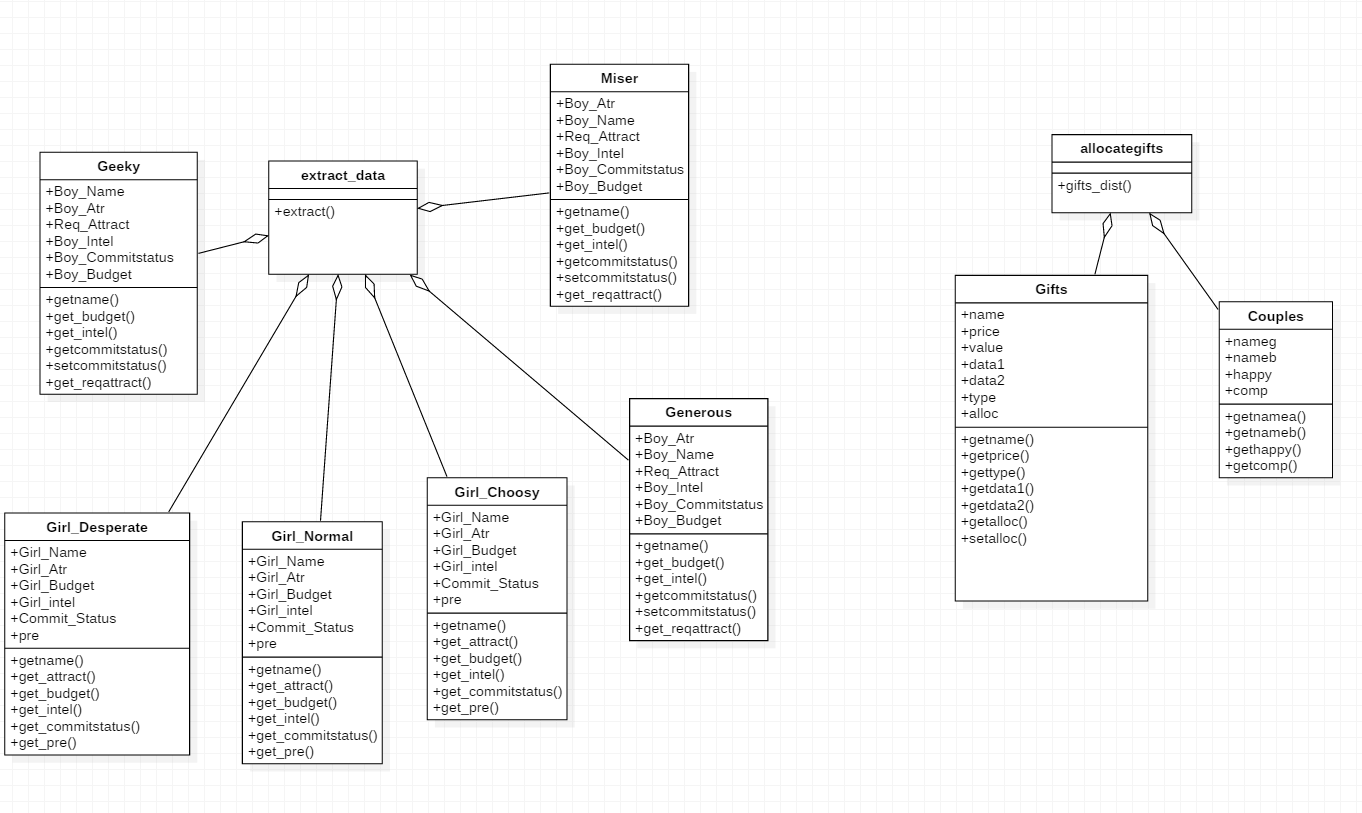 Miser
+Boy_Atr
+Boy_Name
+Req_Attract
+Boy_Intel
+Boy_Commitstatus
+Boy_Budget
+getname()
+get_budget()
+get_intel()
+getcommitstatus()
+setcommitstatus()
+get_reqattract()
Geeky
+Boy_Name
+Boy_Atr
+Req_Attract
+Boy_Intel
+Boy_Commitstatus
+Boy_Budget
+getname()
+get_budget()
+get_intel()
+getcommitstatus()
+setcommitstatus()
+get_reqattract()
extract_data
+extract()
allocategifts
+gifts_dist()
Gifts
+name
+price
+value
+data1
+data2
+type
+alloc
+getname()
+getprice()
+gettype()
+getdata1()
+getdata2()
+getalloc()
+setalloc()
Couples
+nameg
+nameb
+happy
+comp
+getnamea()
+getnameb()
+gethappy()
+getcomp()
Generous
+Boy_Atr
+Boy_Name
+Req_Attract
+Boy_Intel
+Boy_Commitstatus
+Boy_Budget
+getname()
+get_budget()
+get_intel()
+getcommitstatus()
+setcommitstatus()
+get_reqattract()
Girl_Choosy
+Girl_Name
+Girl_Atr
+Girl_Budget
+Girl_intel
+Commit_Status
+pre
+getname()
+get_attract()
+get_budget()
+get_intel()
+get_commitstatus()
+get_pre()
Girl_Desperate
+Girl_Name
+Girl_Atr
+Girl_Budget
+Girl_intel
+Commit_Status
+pre
+getname()
+get_attract()
+get_budget()
+get_intel()
+get_commitstatus()
+get_pre()
Girl_Normal
+Girl_Name
+Girl_Atr
+Girl_Budget
+Girl_intel
+Commit_Status
+pre
+getname()
+get_attract()
+get_budget()
+get_intel()
+get_commitstatus()
+get_pre()